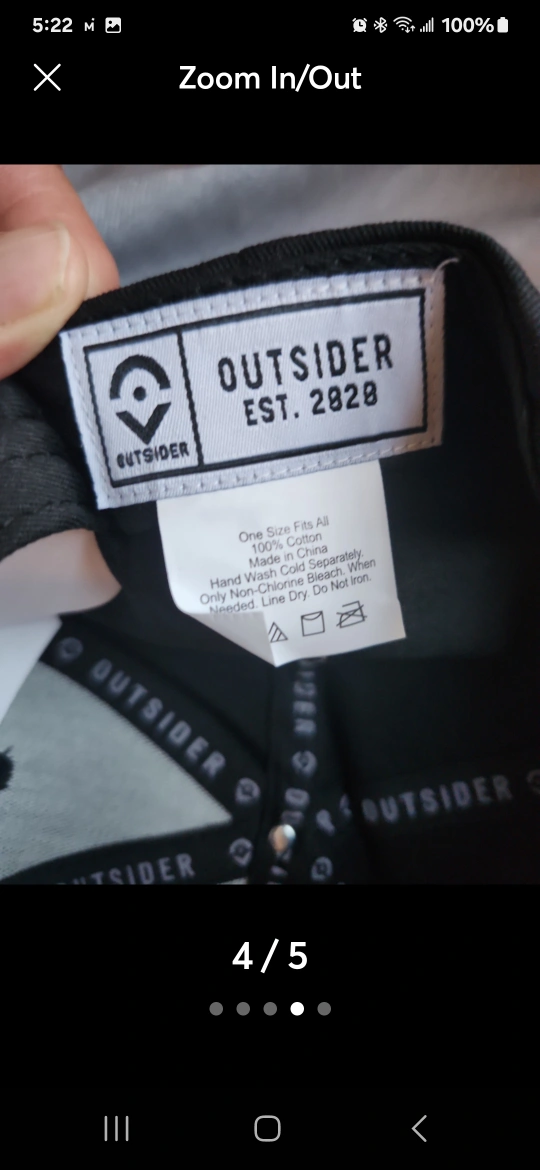 5:22
100%
Zoom In/Out
OUTSIDER
EST. 2020
OUTSIDER
One Size Fits All
100% Cotton
Made in China
Hand Wash Cold Separately.
Only Non-Chlorine Bleach. When
Needed. Line Dry. Do Not Iron.
OUTSIDER
OUTSIDER
OUTSIDER
4 / 5